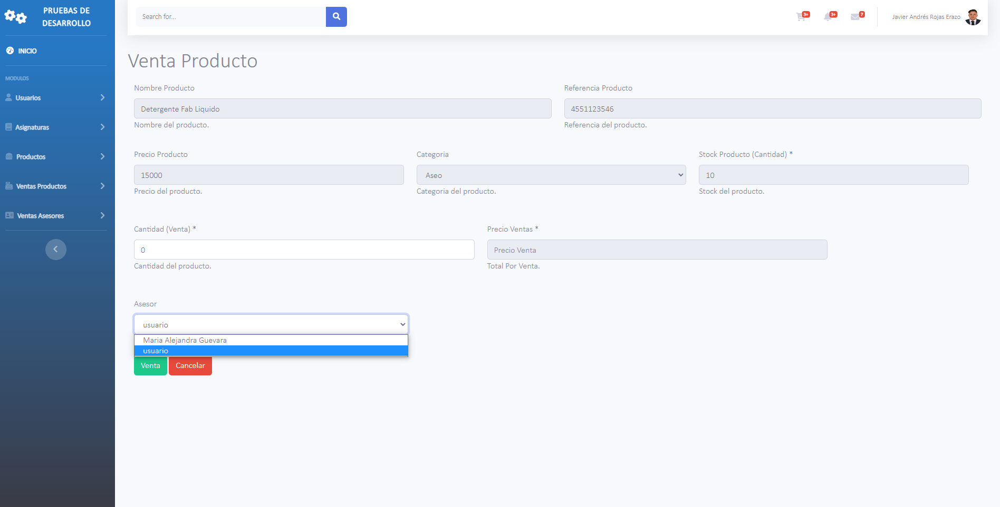 PRUEBAS DE
DESARROLLO
INICIO
MODULOS
Usuarios
Asignaturas
Productos
Ventas Productos
Ventas Asesores
Search for...
3+
3+
7
Javier Andrés Rojas Erazo
Venta Producto
Nombre Producto
Referencia Producto
Detergente Fab Liquido
4551123546
Nombre del producto.
Referencia del producto.
Precio Producto
Categoria
Stock Producto (Cantidad) *
15000
Aseo
10
Precio del producto.
Categoria del producto.
Stock del producto.
Cantidad (Venta) *
Precio Ventas *
0
Precio Venta
Cantidad del producto.
Total Por Venta.
Asesor
usuario
Maria Alejandra Guevara
usuario
Venta
Cancelar